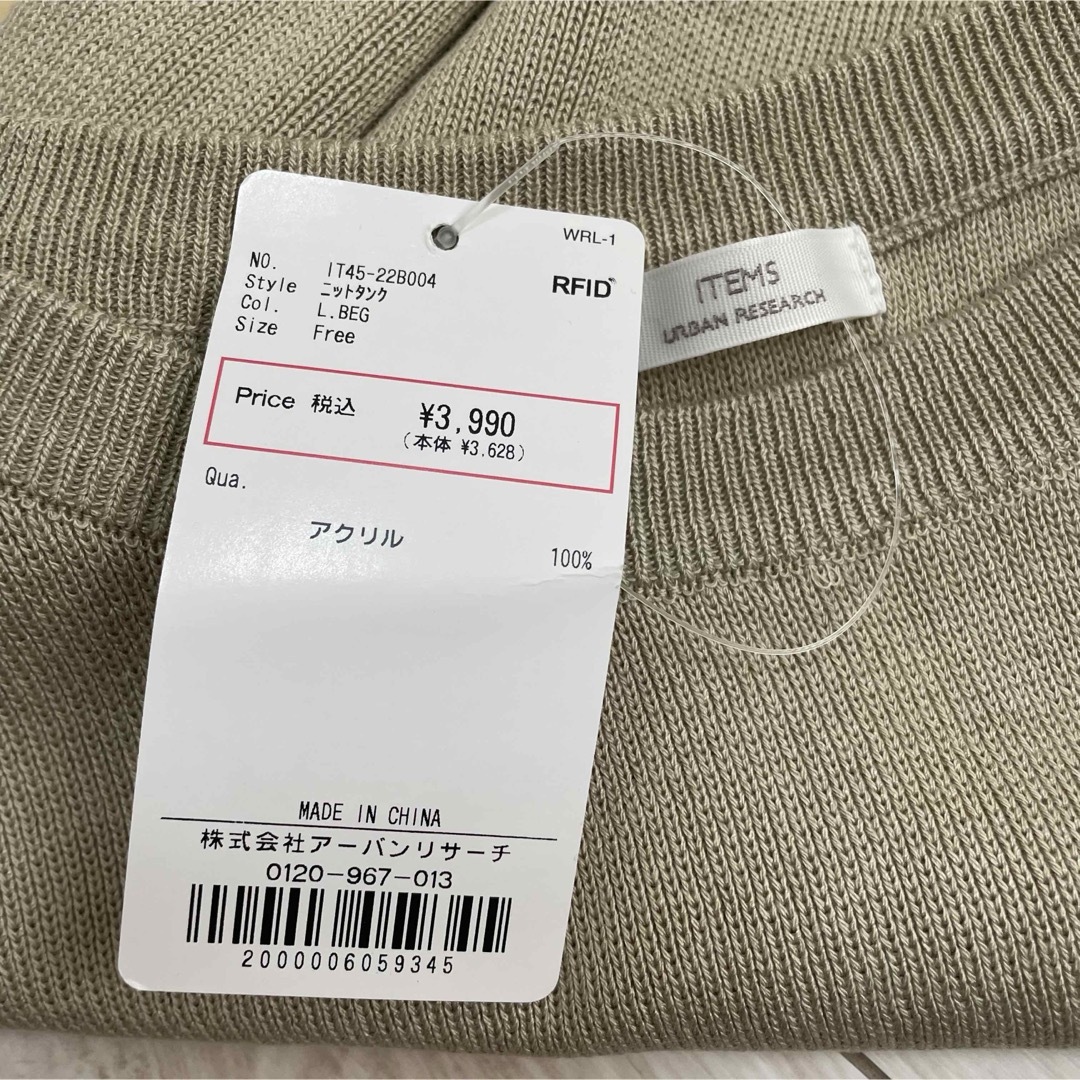 WRL-1
RFID
NO. IT45-22B004
Style ニットタンク
Col. L.BEG
Size Free
Price 税込 ¥3,990
(本体 ¥3.628)
Qua.
アクリル 100%
MADE IN CHINA
株式会社アーバンリサーチ
0120-967-013
2000006059345
ITEMS
URBAN RESEARCH